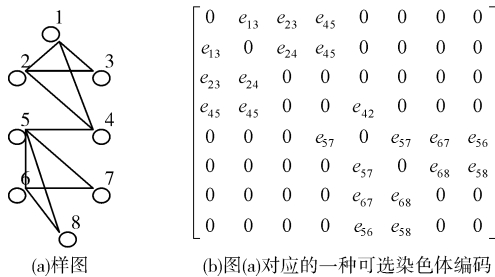 1
2 3
5 4
6 7
8
(a)样图
0 e13 e23 e45 0 0 0 0
e13 0 e24 e45 0 0 0 0
e23 e24 0 0 0 0 0 0
e45 e45 0 0 e42 0 0 0
0 0 0 e57 0 e57 e67 e56
0 0 0 0 e57 0 e68 e58
0 0 0 0 e67 e68 0 0
0 0 0 0 e56 e58 0 0
(b)图(a)对应的一种可选染色体编码